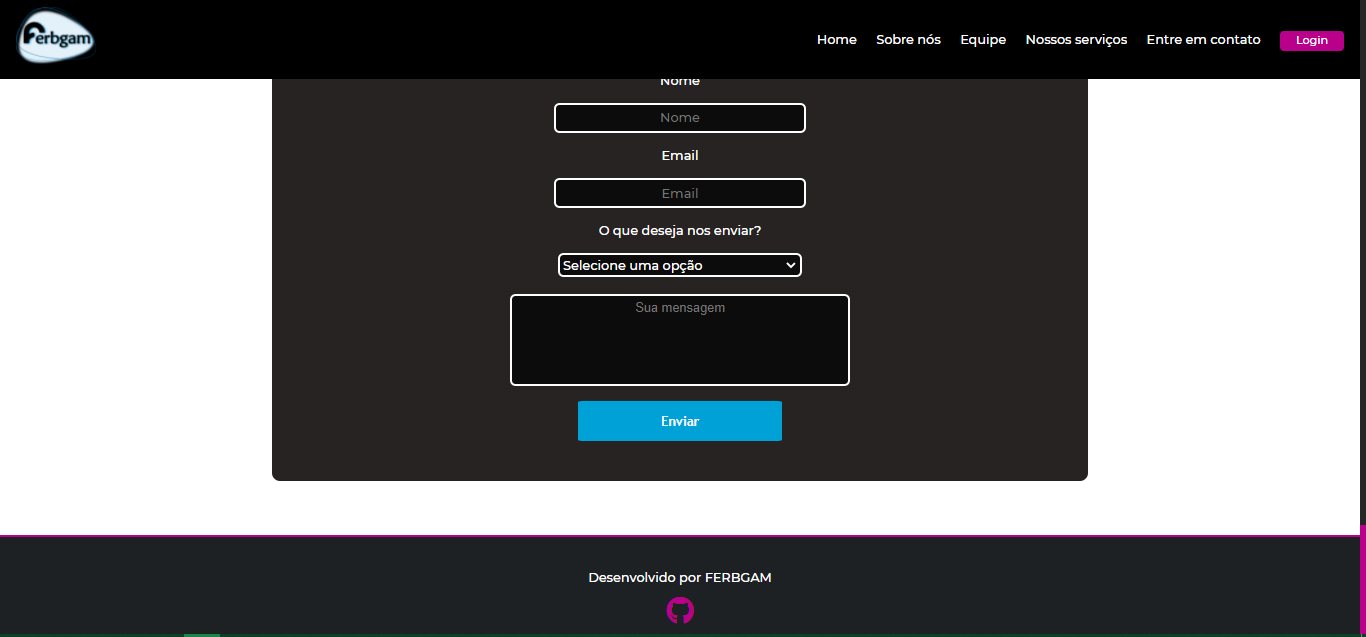 Ferbgam
Home Sobre nós Equipe Nossos serviços Entre em contato Login
Nome
Nome
Email
Email
O que deseja nos enviar?
Selecione uma opção
Sua mensagem
Enviar
Desenvolvido por FERBGAM